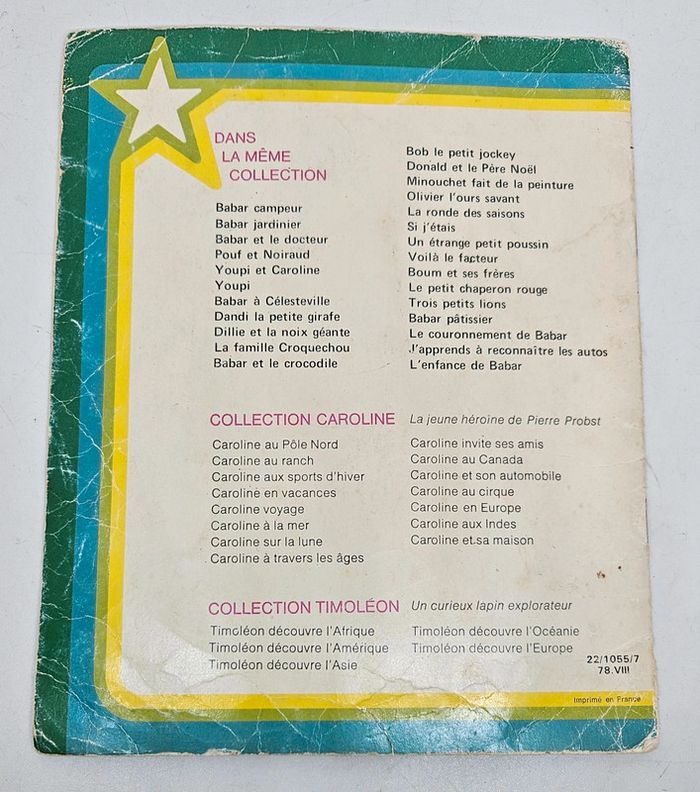 DANS
LA MÊME
COLLECTION
Babar campeur
Babar jardinier
Babar et le docteur
Pouf et Noiraud
Youpi et Caroline
Youpi
Babar à Célesteville
Dandi la petite girafe
Dillie et la noix géante
La famille Croquechou
Babar et le crocodile
Bob le petit jockey
Donald et le Père Noël
Minouchet fait de la peinture
Olivier l'ours savant
La ronde des saisons
Si j'étais
Un étrange petit poussin
Voilà le facteur
Boum et ses frères
Le petit chaperon rouge
Trois petits lions
Babar pâtissier
Le couronnement de Babar
J'apprends à reconnaître les autos
L'enfance de Babar
COLLECTION CAROLINE La jeune héroïne de Pierre Probst
Caroline au Pôle Nord
Caroline au ranch
Caroline aux sports d'hiver
Caroline en vacances
Caroline voyage
Caroline à la mer
Caroline sur la lune
Caroline à travers les âges
Caroline invite ses amis
Caroline au Canada
Caroline et son automobile
Caroline au cirque
Caroline en Europe
Caroline aux Indes
Caroline et sa maison
COLLECTION TIMOLÉON Un curieux lapin explorateur
Timoléon découvre l'Afrique
Timoléon découvre l'Amérique
Timoléon découvre l'Asie
Timoléon découvre l'Océanie
Timoléon découvre l'Europe
22/1055/7
78.VIII
Imprimé en France